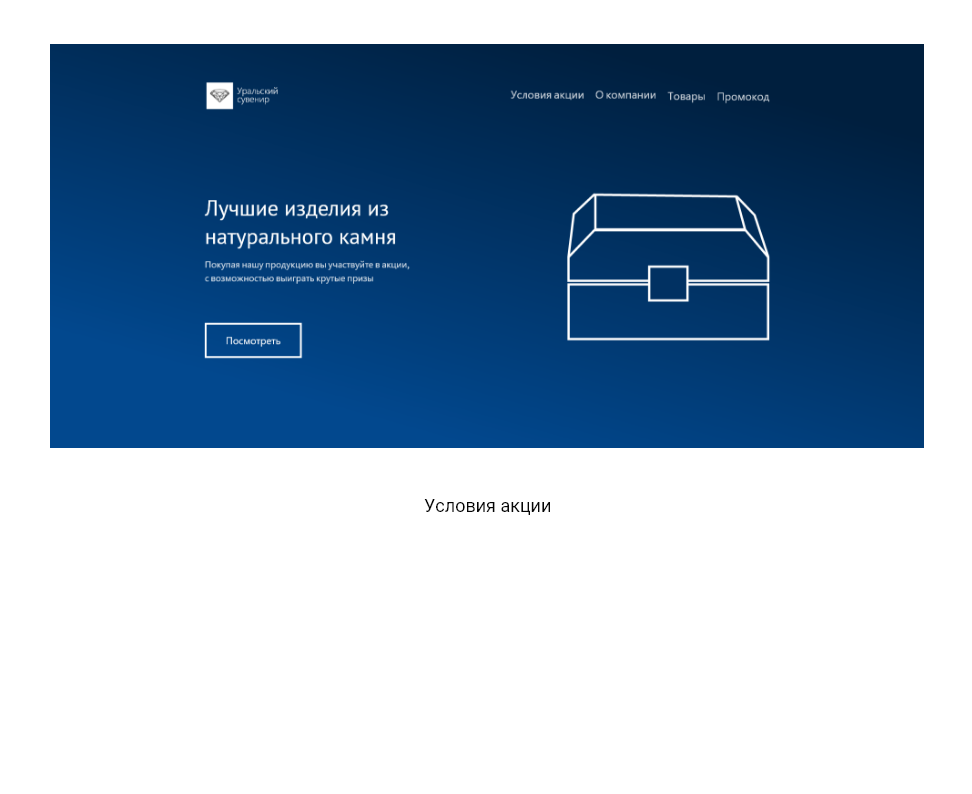 Уральский
сувенир
Условия акции О компании Товары Промокод
Лучшие изделия из
натурального камня
Покупая нашу продукцию вы участвуйте в акции,
с возможностью выиграть крутые призы
Посмотреть
Условия акции